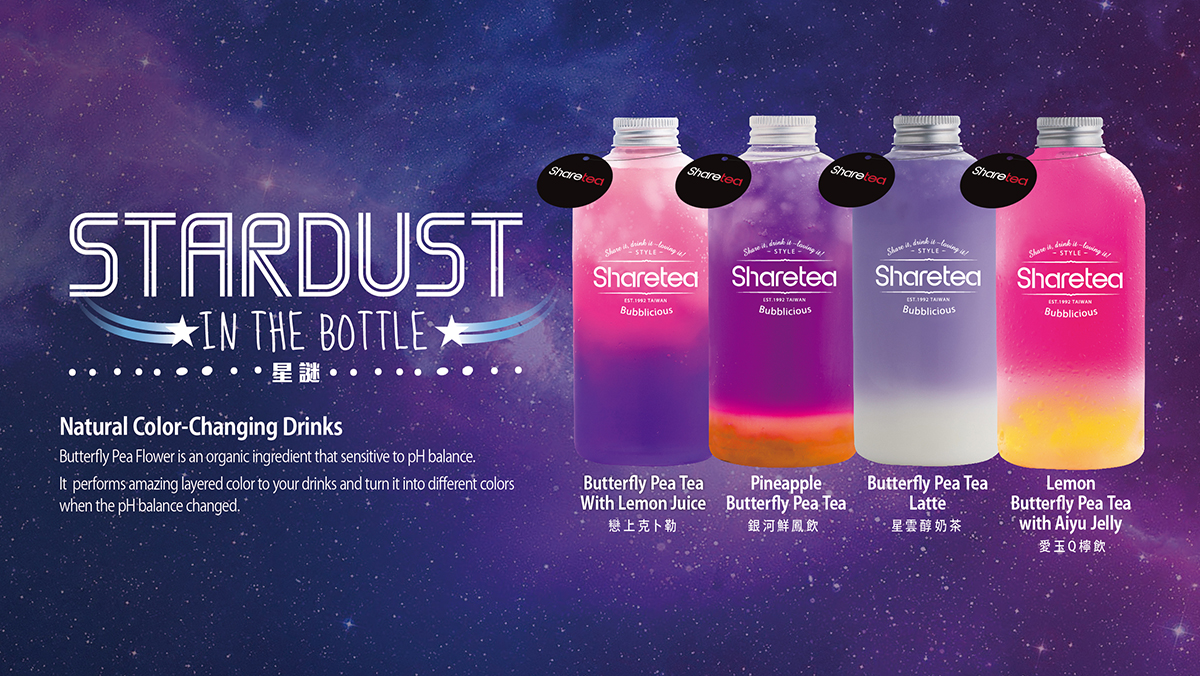 STARDUST
IN THE BOTTLE
星謎
Natural Color-Changing Drinks
Butterfly Pea Flower is an organic ingredient that sensitive to pH balance.
It performs amazing layered color to your drinks and turn it into different colors
when the pH balance changed.
Sharetea
Share it, drink it – loving it!
– STYLE –
Sharetea
EST.1992 TAIWAN
Bubblicious
Butterfly Pea Tea
With Lemon Juice
戀上克卜勒
Sharetea
Share it, drink it – loving it!
– STYLE –
Sharetea
EST.1992 TAIWAN
Bubblicious
Pineapple
Butterfly Pea Tea
銀河鮮鳳飲
Sharetea
Share it, drink it – loving it!
– STYLE –
Sharetea
EST.1992 TAIWAN
Bubblicious
Butterfly Pea Tea
Latte
星雲醇奶茶
Sharetea
Share it, drink it – loving it!
– STYLE –
Sharetea
EST.1992 TAIWAN
Bubblicious
Lemon
Butterfly Pea Tea
with Aiyu Jelly
愛玉Q檸飲